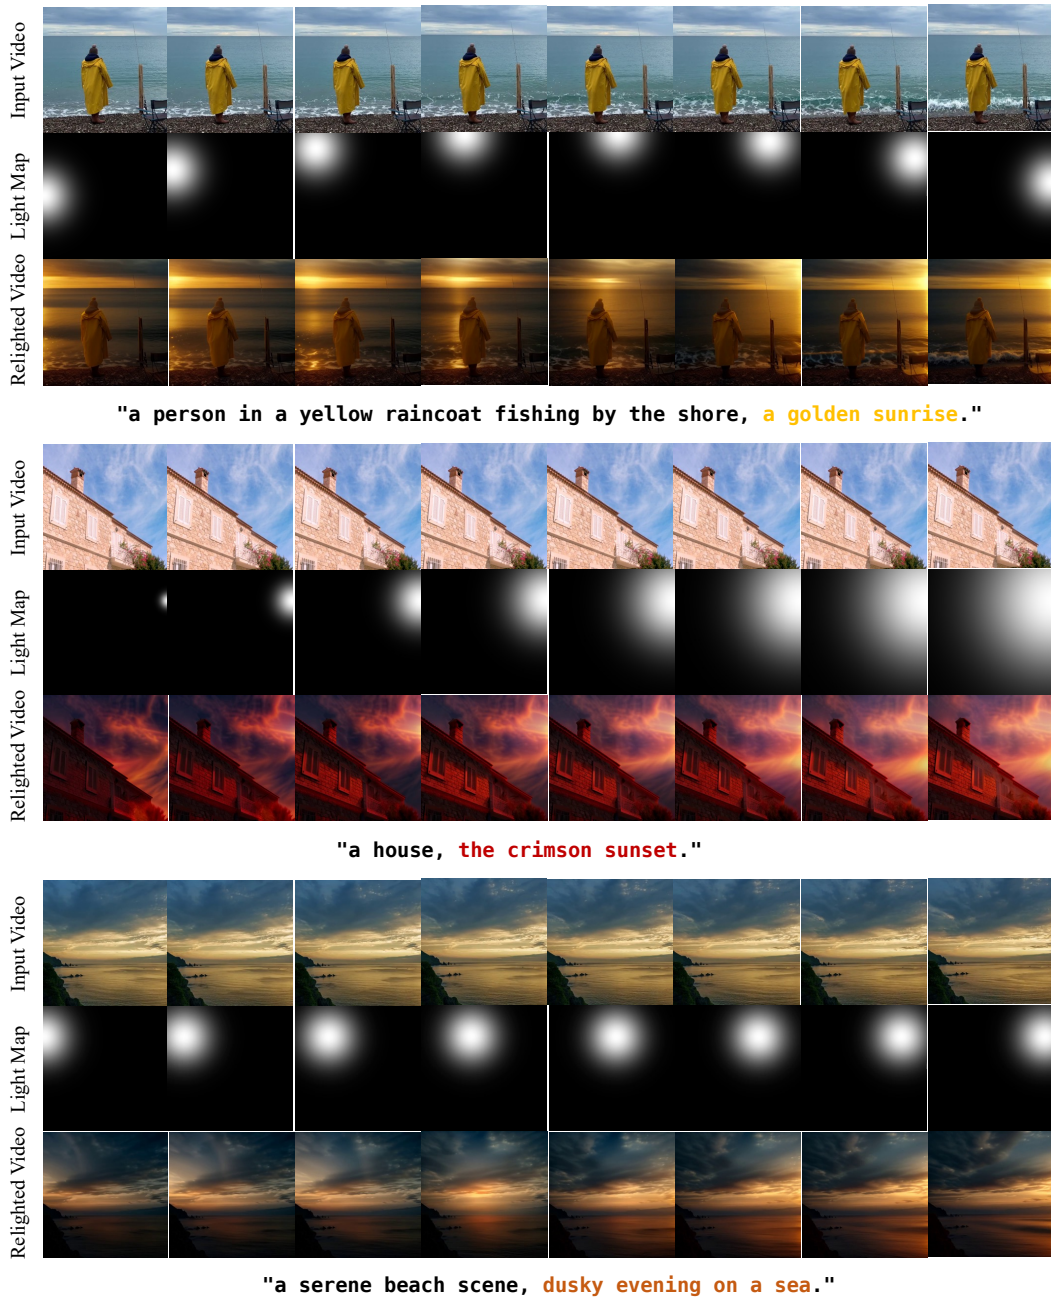 Input Video
Light Map
Relighted Video
"a person in a yellow raincoat fishing by the shore, a golden sunrise."
Input Video
Light Map
Relighted Video
"a house, the crimson sunset."
Input Video
Light Map
Relighted Video
"a serene beach scene, dusky evening on a sea."